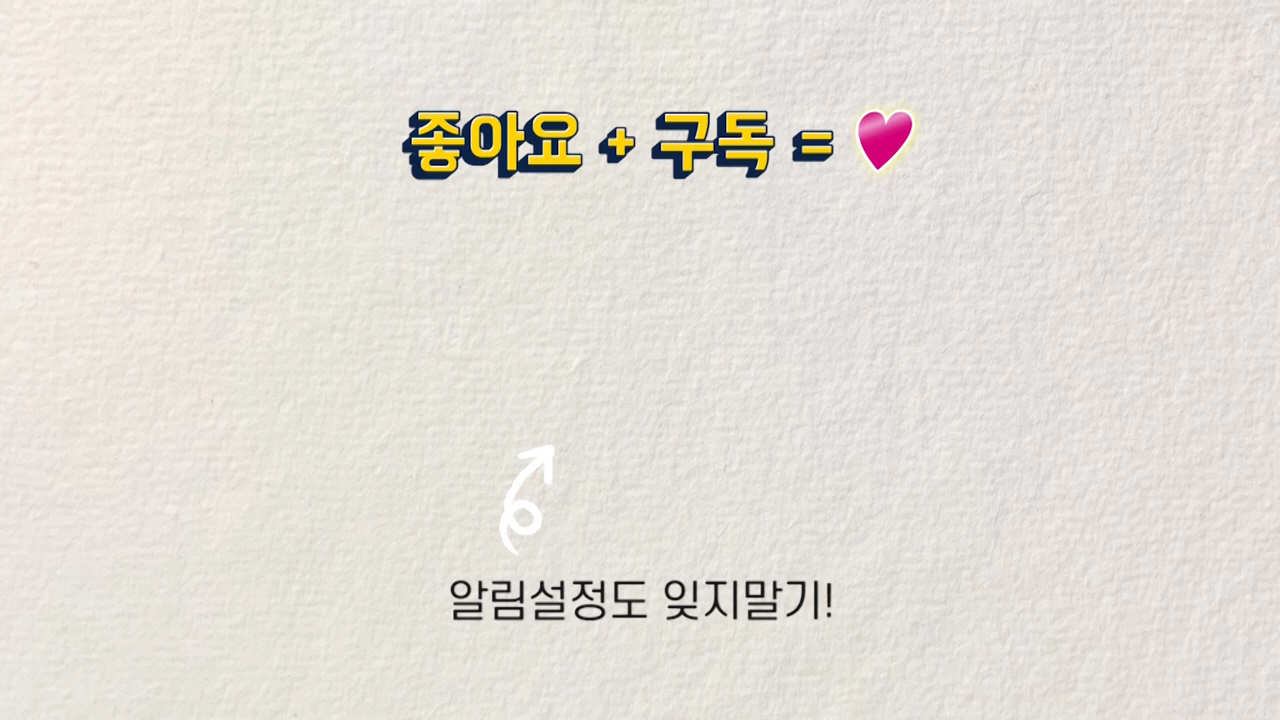 좋아요 + 구독 = 💗
알림설정도 잊지말기!